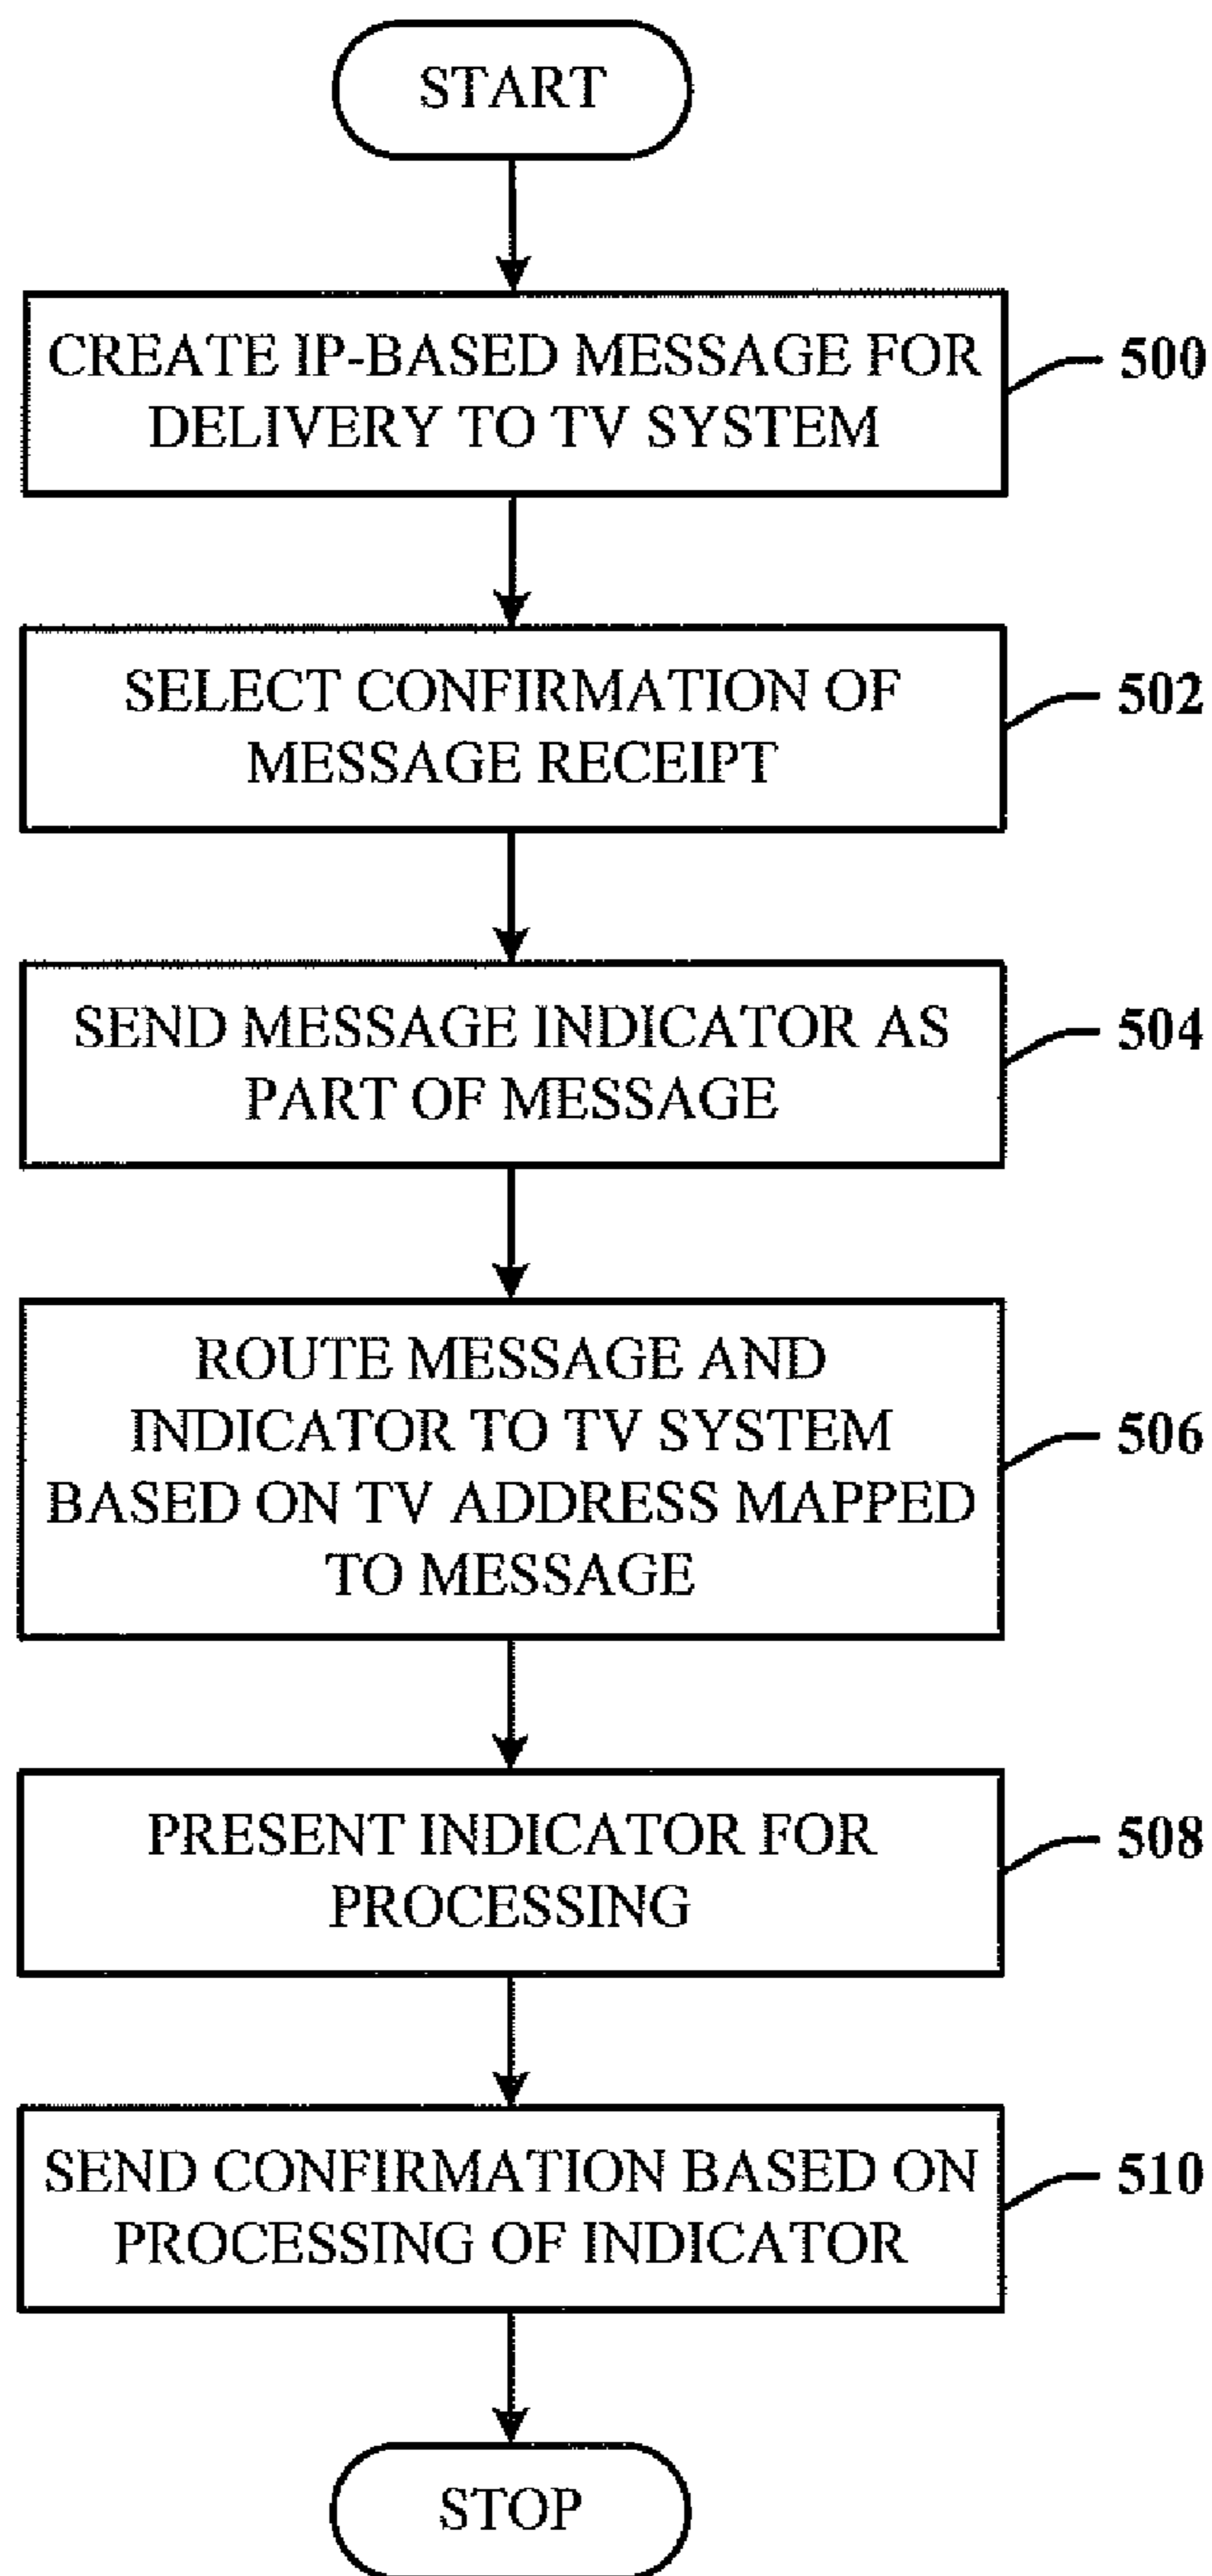 START
CREATE IP-BASED MESSAGE FOR
DELIVERY TO TV SYSTEM
500
SELECT CONFIRMATION OF
MESSAGE RECEIPT
502
SEND MESSAGE INDICATOR AS
PART OF MESSAGE
504
ROUTE MESSAGE AND
INDICATOR TO TV SYSTEM
BASED ON TV ADDRESS MAPPED
TO MESSAGE
506
PRESENT INDICATOR FOR
PROCESSING
508
SEND CONFIRMATION BASED ON
PROCESSING OF INDICATOR
510
STOP